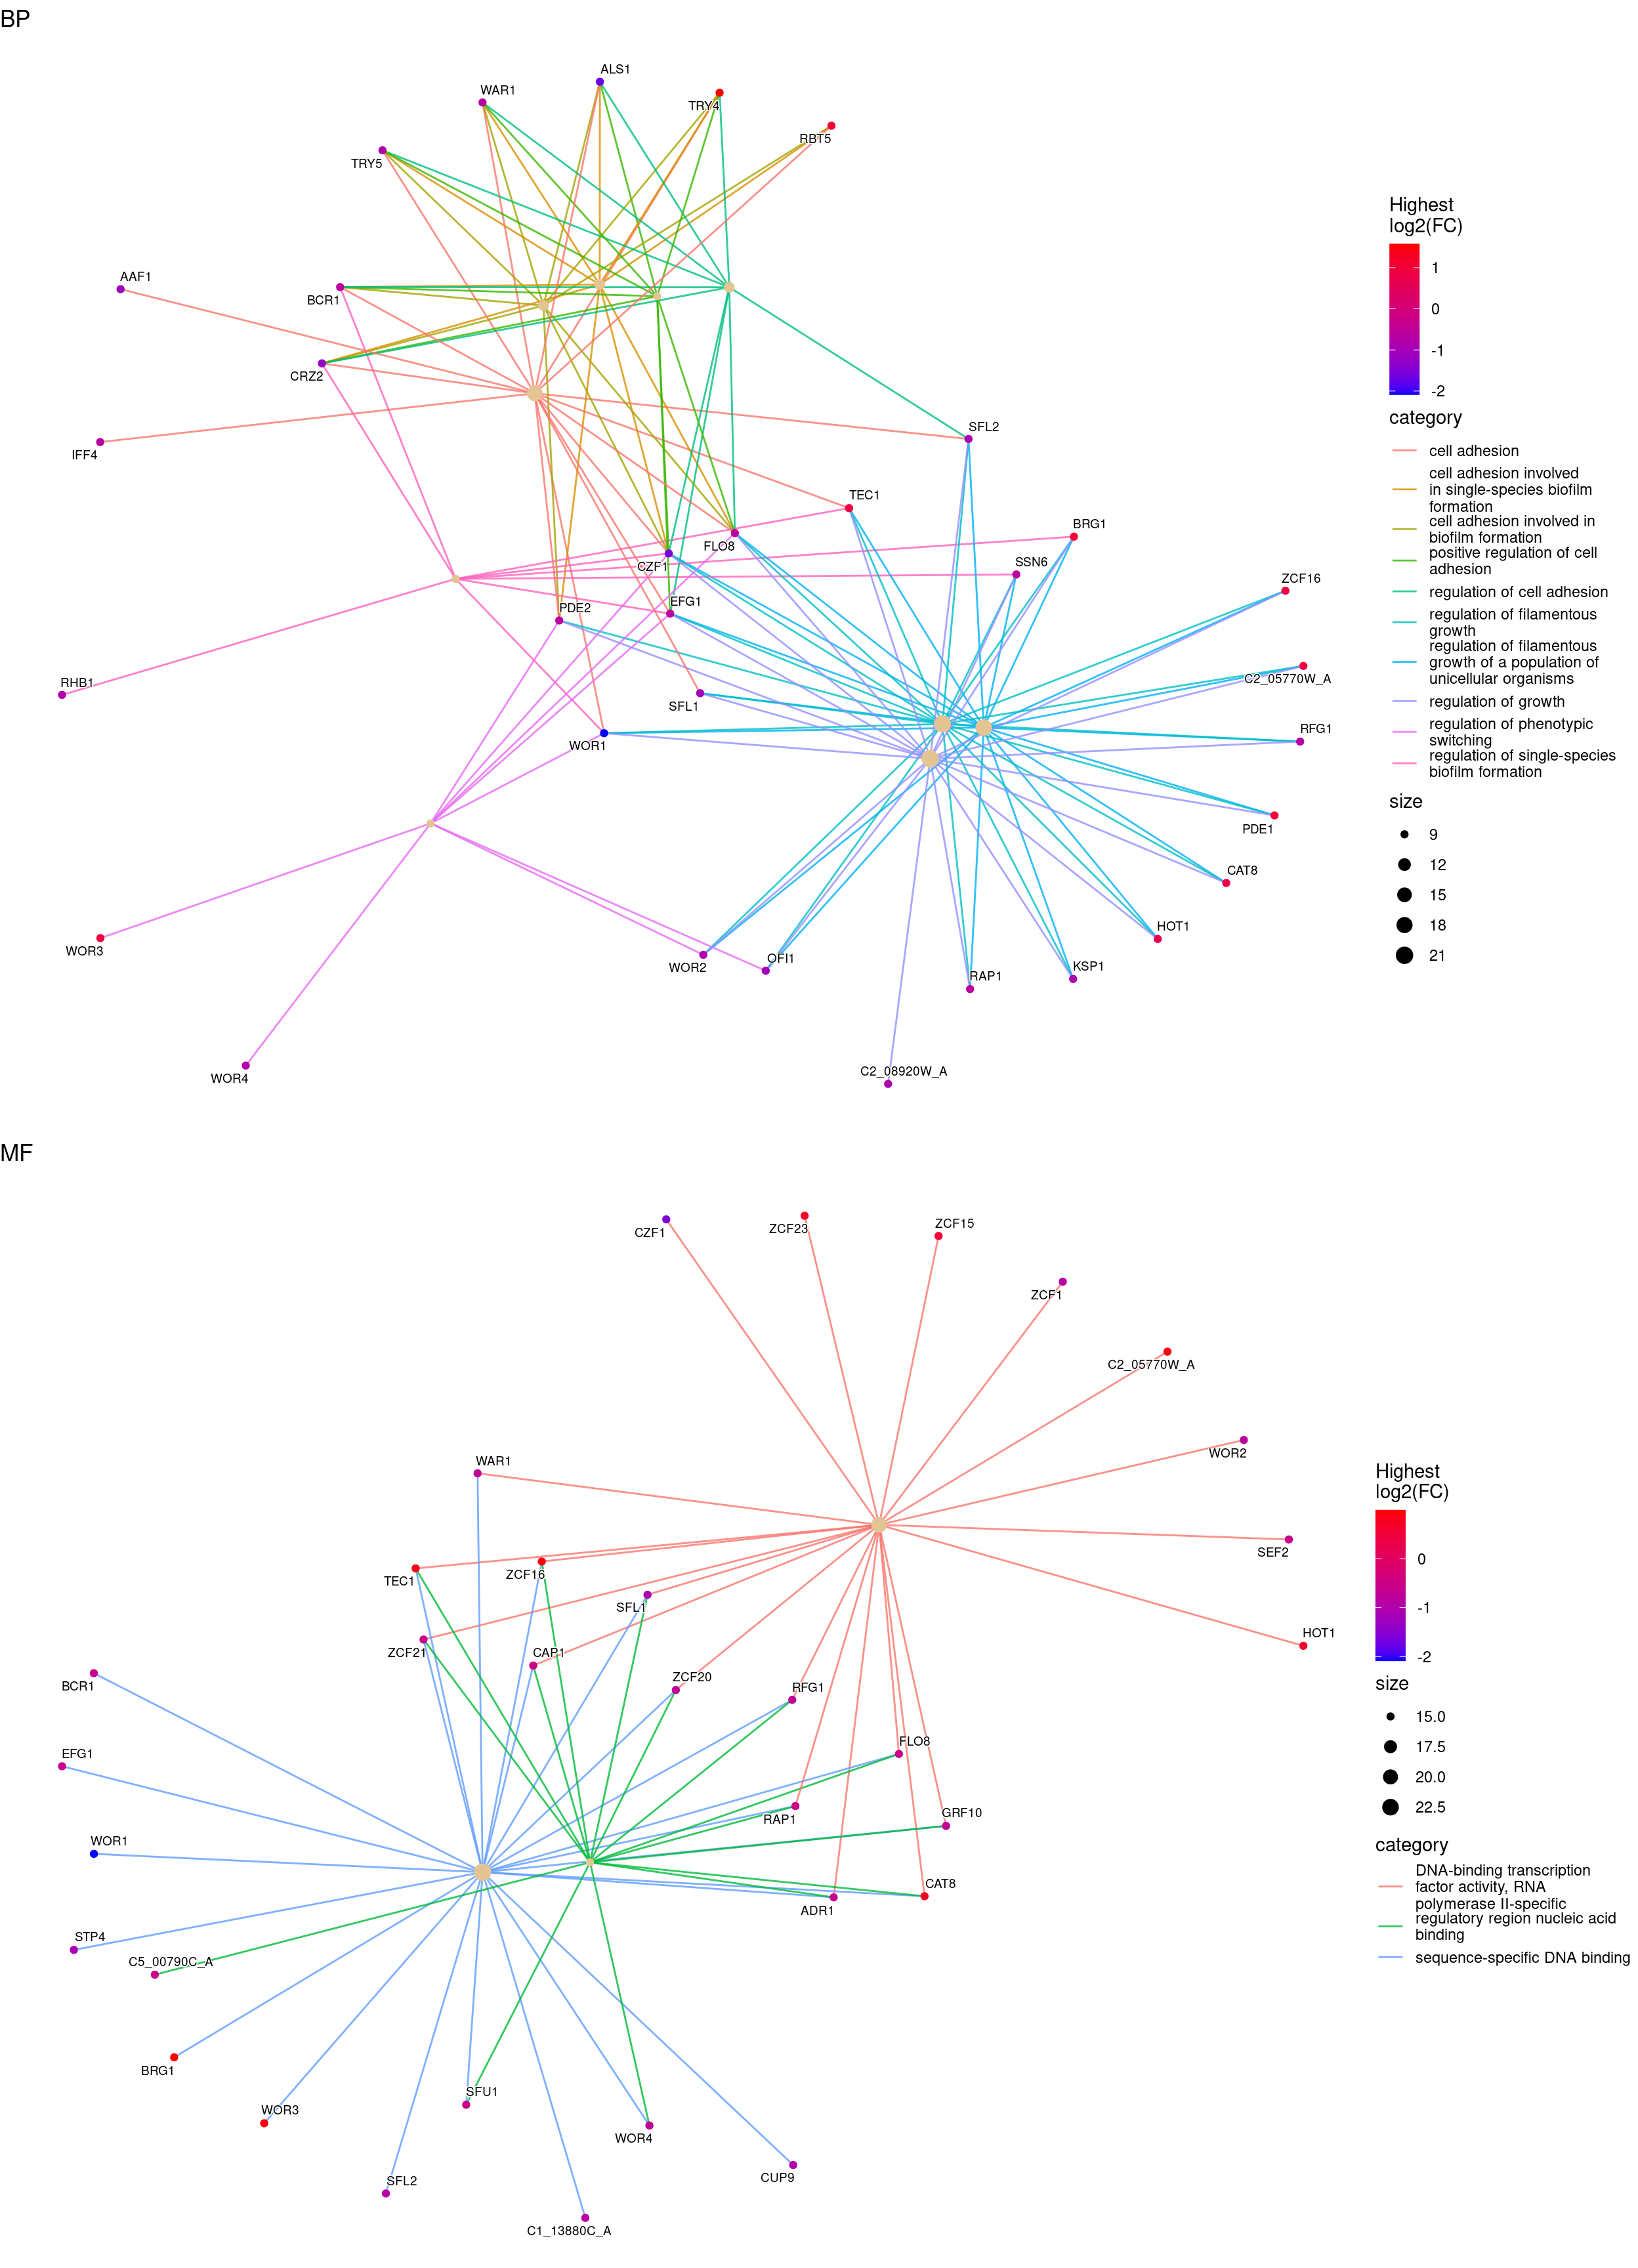 BP
ALS1
WAR1
TRY4
RBT5
TRY5
AAF1
BCR1
CRZ2
IFF4
SFL2
TEC1
BRG1
FLO8
CZF1
SSN6
ZCF16
EFG1
PDE2
C2_05770W_A
RHB1
SFL1
RFG1
WOR1
PDE1
CAT8
HOT1
WOR3
WOR2
OFI1
KSP1
RAP1
C2_08920W_A
WOR4
Highest
log2(FC)
1
0
-1
-2
category
cell adhesion
cell adhesion involved
in single-species biofilm
formation
cell adhesion involved in
biofilm formation
positive regulation of cell
adhesion
regulation of cell adhesion
regulation of filamentous
growth
regulation of filamentous
growth of a population of
unicellular organisms
regulation of growth
regulation of phenotypic
switching
regulation of single-species
biofilm formation
size
9
12
15
18
21
MF
CZF1
ZCF23
ZCF15
ZCF1
C2_05770W_A
WOR2
WAR1
SEF2
TEC1
ZCF16
SFL1
HOT1
ZCF21
CAP1
ZCF20
RFG1
BCR1
FLO8
EFG1
GRF10
RAP1
WOR1
CAT8
ADR1
STP4
C5_00790C_A
BRG1
SFU1
WOR3
WOR4
CUP9
SFL2
C1_13880C_A
Highest
log2(FC)
0
-1
-2
size
15.0
17.5
20.0
22.5
category
DNA-binding transcription
factor activity, RNA
polymerase II-specific
regulatory region nucleic acid
binding
sequence-specific DNA binding